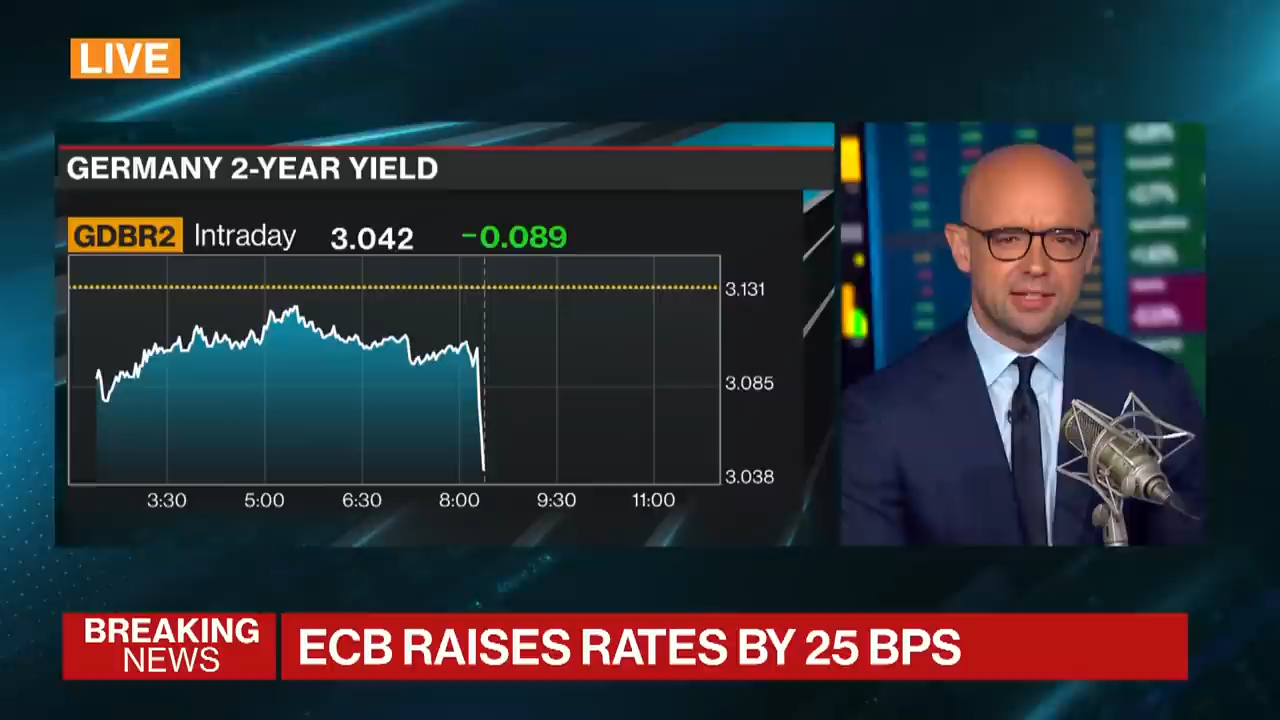 LIVE
GERMANY 2-YEAR YIELD
GDBR2 Intraday 3.042 -0.089
3.131
3.085
3.038
3:30 5:00 6:30 8:00 9:30 11:00
BREAKING
NEWS
ECB RAISES RATES BY 25 BPS